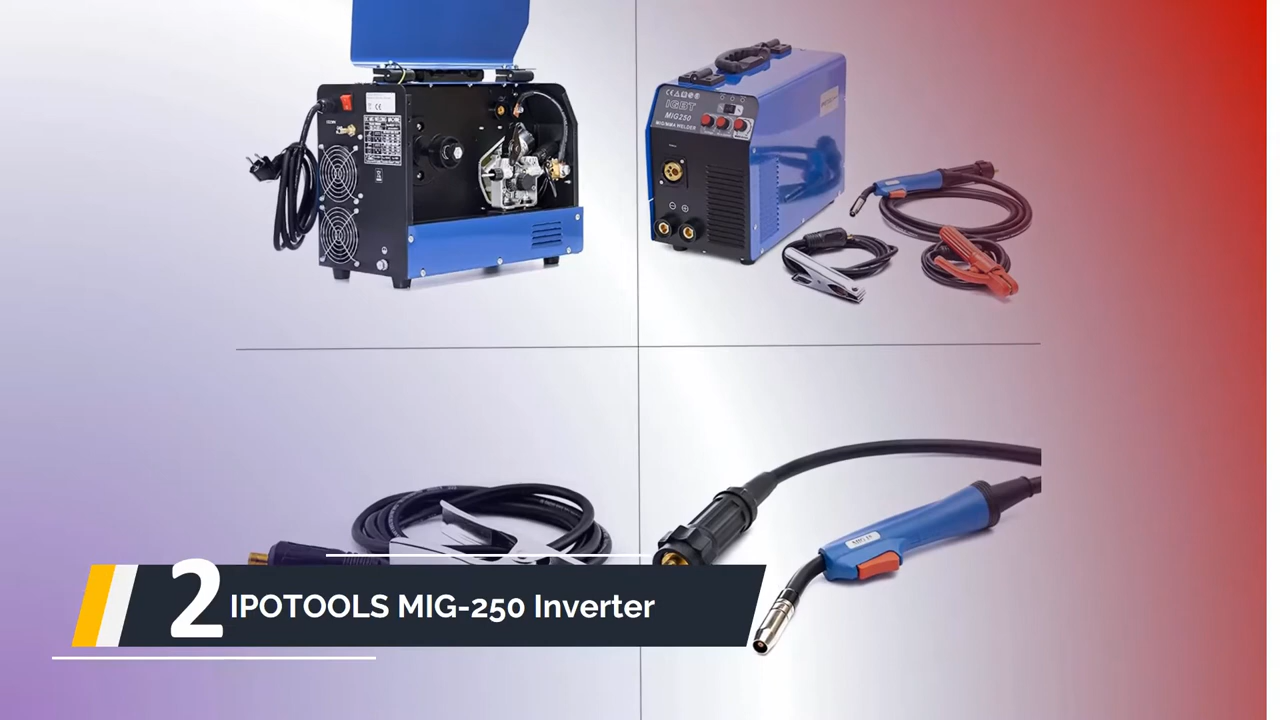 CE
IGBT
MIG250
MIG/MMA WELDER
2 IPOTOOLS MIG-250 Inverter